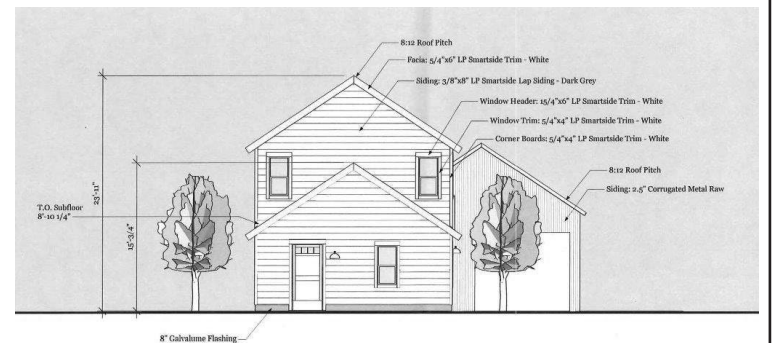 8:12 Roof Pitch
Facia: 5/4"x6" LP Smartside Trim - White
Siding: 3/8"x8" LP Smartside Lap Siding - Dark Grey
Window Header: 15/4"x6" LP Smartside Trim - White
Window Trim: 5/4"x4" LP Smartside Trim - White
Corner Boards: 5/4"x4" LP Smartside Trim - White
8:12 Roof Pitch
Siding: 2.5" Corrugated Metal Raw
23'-11"
T.O. Subfloor
8'-10 1/4"
15'-3/4"
8" Galvalume Flashing